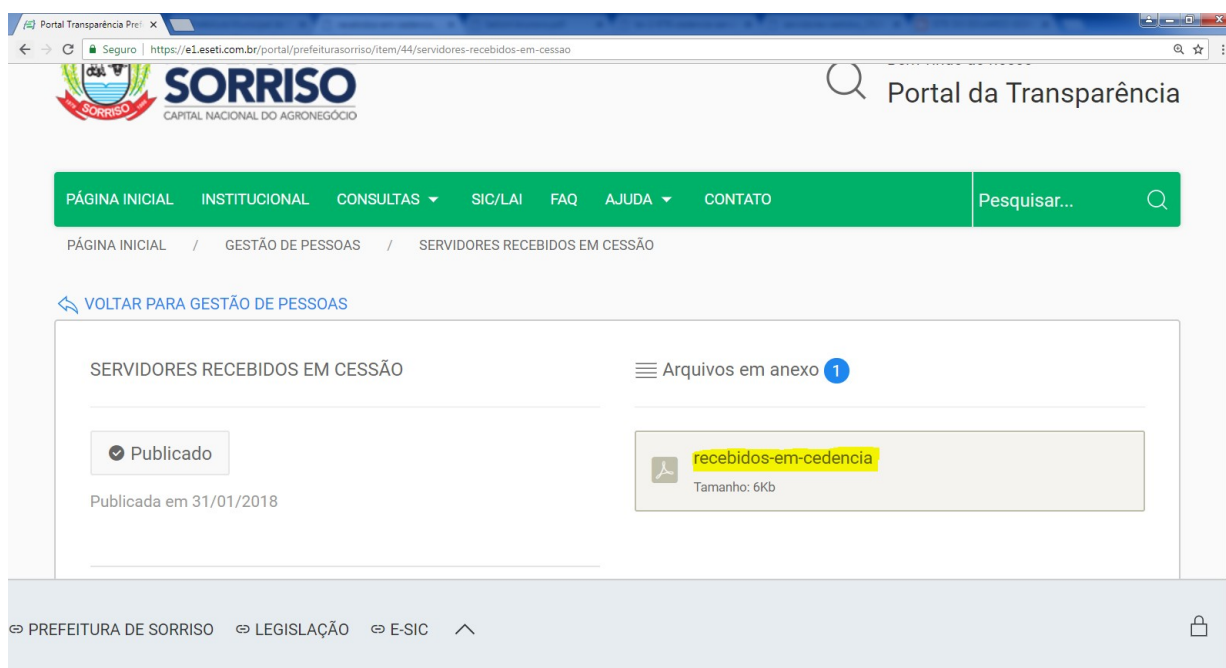 Portal Transparência Pref
Seguro | https://e1.eseti.com.br/portal/prefeiturasorriso/item/44/servidores-recebidos-em-cessao
SORRISO
SORRISO
CAPITAL NACIONAL DO AGRONEGÓCIO
Portal da Transparência
PÁGINA INICIAL INSTITUCIONAL CONSULTAS SIC/LAI FAQ AJUDA CONTATO Pesquisar...
PÁGINA INICIAL / GESTÃO DE PESSOAS / SERVIDORES RECEBIDOS EM CESSÃO
VOLTAR PARA GESTÃO DE PESSOAS
SERVIDORES RECEBIDOS EM CESSÃO
Arquivos em anexo 1
Publicado
Publicada em 31/01/2018
recebidos-em-cedencia
Tamanho: 6Kb
PREFEITURA DE SORRISO LEGISLAÇÃO E-SIC